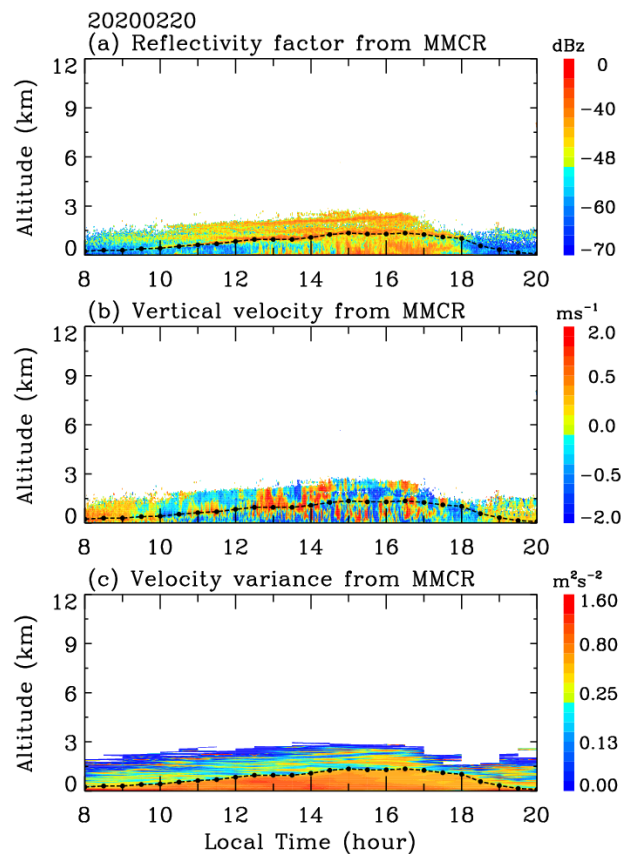 20200220
(a) Reflectivity factor from MMCR
dBz
12
9
6
3
0
Altitude (km)
0
−40
−48
−60
−70
8 10 12 14 16 18 20
(b) Vertical velocity from MMCR
ms⁻¹
12
9
6
3
0
Altitude (km)
2.0
0.5
0.0
−0.5
−2.0
8 10 12 14 16 18 20
(c) Velocity variance from MMCR
m²s⁻²
12
9
6
3
0
Altitude (km)
1.60
0.80
0.25
0.13
0.00
8 10 12 14 16 18 20
Local Time (hour)